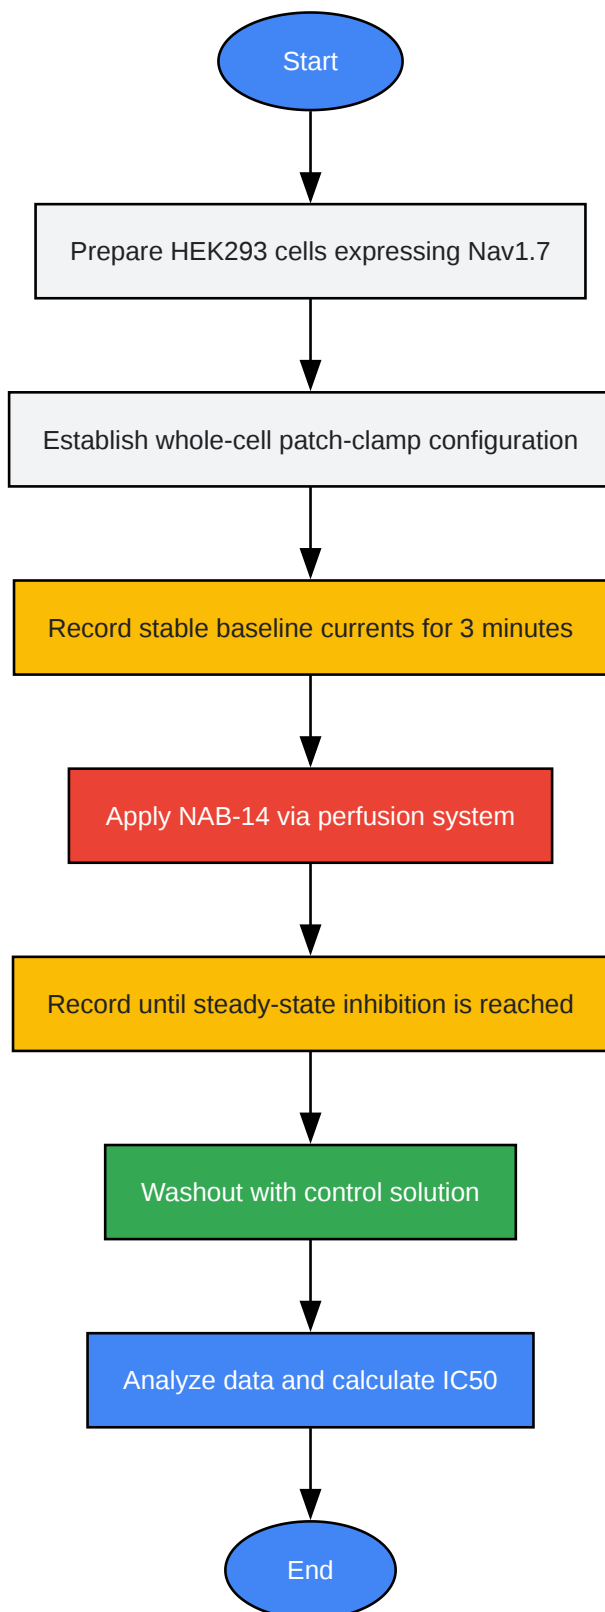 Start
Prepare HEK293 cells expressing Nav1.7
Establish whole-cell patch-clamp configuration
Record stable baseline currents for 3 minutes
Apply NAB-14 via perfusion system
Record until steady-state inhibition is reached
Washout with control solution
Analyze data and calculate IC50
End